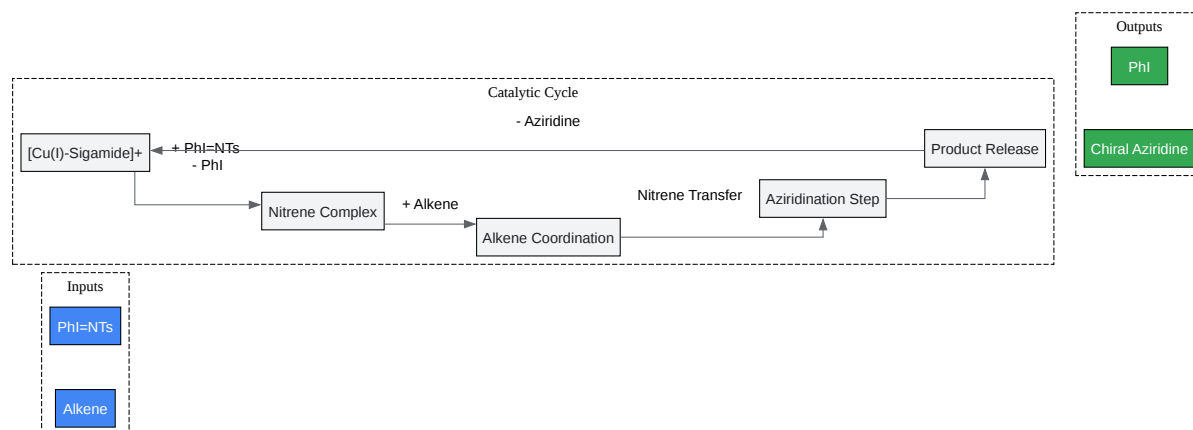 Outputs
PhI
Chiral Aziridine
Catalytic Cycle
- Aziridine
[Cu(I)-Sigamide]+
+ PhI=NTs
- PhI
Product Release
Nitrene Complex
+ Alkene
Alkene Coordination
Nitrene Transfer
Aziridination Step
Inputs
PhI=NTs
Alkene